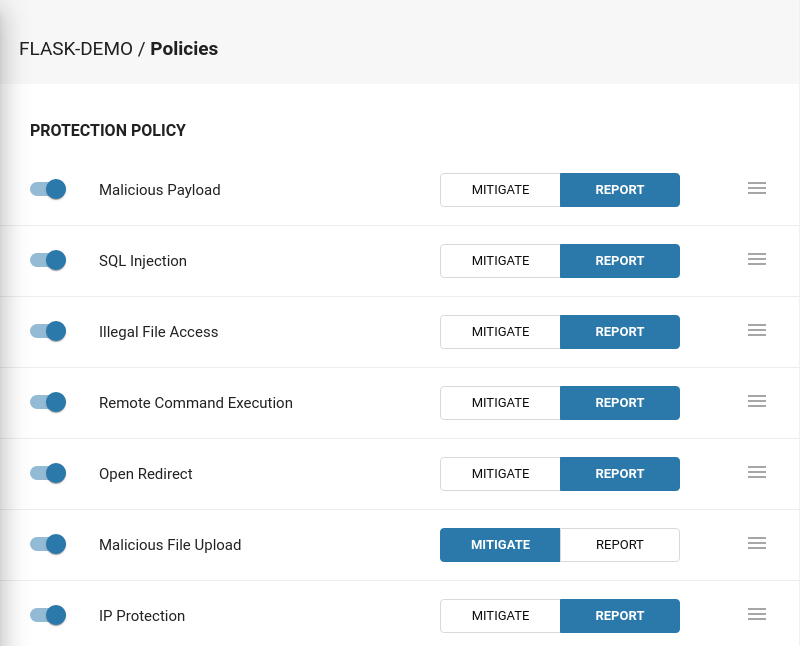 FLASK-DEMO / Policies
PROTECTION POLICY
Malicious Payload MITIGATE REPORT
SQL Injection MITIGATE REPORT
Illegal File Access MITIGATE REPORT
Remote Command Execution MITIGATE REPORT
Open Redirect MITIGATE REPORT
Malicious File Upload MITIGATE REPORT
IP Protection MITIGATE REPORT